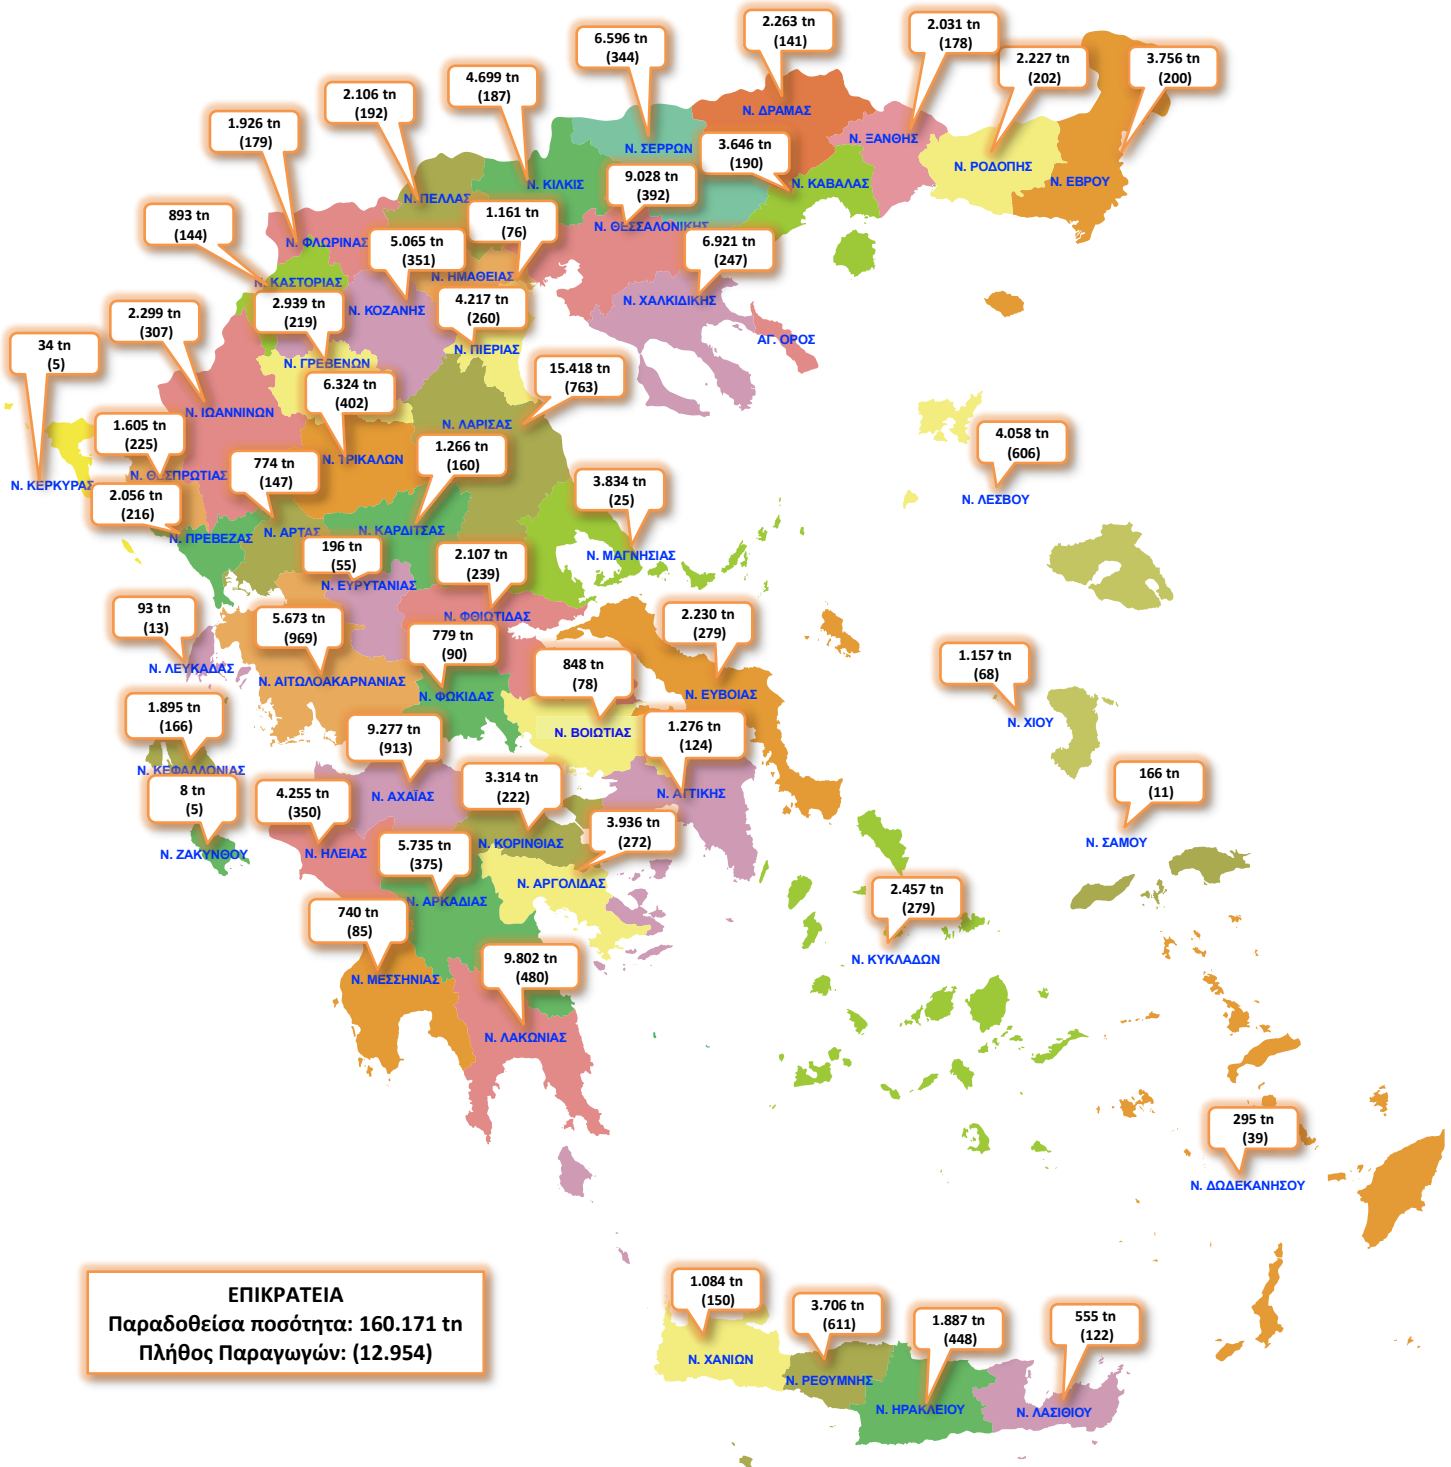 2.263 tn
(141)
2.031 tn
(178)
6.596 tn
(344)
2.227 tn
(202)
3.756 tn
(200)
4.699 tn
(187)
2.106 tn
(192)
1.926 tn
(179)
Ν. ΔΡΑΜΑΣ
Ν. ΞΑΝΘΗΣ
Ν. ΣΕΡΡΩΝ
3.646 tn
(190)
Ν. ΡΟΔΟΠΗΣ
Ν. ΕΒΡΟΥ
Ν. ΚΑΒΑΛΑΣ
Ν. ΚΙΛΚΙΣ
9.028 tn
(392)
Ν. ΠΕΛΛΑΣ
893 tn
(144)
1.161 tn
(76)
Ν. ΘΕΣΣΑΛΟΝΙΚΗΣ
Ν. ΦΛΩΡΙΝΑΣ
5.065 tn
(351)
6.921 tn
(247)
Ν. ΗΜΑΘΕΙΑΣ
Ν. ΚΑΣΤΟΡΙΑΣ
2.939 tn
(219)
Ν. ΚΟΖΑΝΗΣ
4.217 tn
(260)
Ν. ΧΑΛΚΙΔΙΚΗΣ
2.299 tn
(307)
34 tn
(5)
ΑΓ. ΟΡΟΣ
Ν. ΠΙΕΡΙΑΣ
Ν. ΓΡΕΒΕΝΩΝ
15.418 tn
(763)
6.324 tn
(402)
Ν. ΙΩΑΝΝΙΝΩΝ
Ν. ΛΑΡΙΣΑΣ
1.605 tn
(225)
4.058 tn
(606)
1.266 tn
(160)
Ν. ΤΡΙΚΑΛΩΝ
774 tn
(147)
Ν. ΘΕΣΠΡΩΤΙΑΣ
Ν. ΚΕΡΚΥΡΑΣ
2.056 tn
(216)
3.834 tn
(25)
Ν. ΛΕΣΒΟΥ
Ν. ΠΡΕΒΕΖΑΣ
Ν. ΑΡΤΑΣ
Ν. ΚΑΡΔΙΤΣΑΣ
196 tn
(55)
2.107 tn
(239)
Ν. ΜΑΓΝΗΣΙΑΣ
Ν. ΕΥΡΥΤΑΝΙΑΣ
93 tn
(13)
5.673 tn
(969)
Ν. ΦΘΙΩΤΙΔΑΣ
2.230 tn
(279)
779 tn
(90)
848 tn
(78)
1.157 tn
(68)
Ν. ΛΕΥΚΑΔΑΣ
Ν. ΑΙΤΩΛΟΑΚΑΡΝΑΝΙΑΣ
Ν. ΦΩΚΙΔΑΣ
Ν. ΕΥΒΟΙΑΣ
1.895 tn
(166)
9.277 tn
(913)
Ν. ΒΟΙΩΤΙΑΣ
1.276 tn
(124)
Ν. ΧΙΟΥ
Ν. ΚΕΦΑΛΛΟΝΙΑΣ
8 tn
(5)
4.255 tn
(350)
Ν. ΑΧΑΪΑΣ
3.314 tn
(222)
Ν. ΑΤΤΙΚΗΣ
166 tn
(11)
3.936 tn
(272)
Ν. ΖΑΚΥΝΘΟΥ
Ν. ΗΛΕΙΑΣ
5.735 tn
(375)
Ν. ΚΟΡΙΝΘΙΑΣ
Ν. ΣΑΜΟΥ
Ν. ΑΡΓΟΛΙΔΑΣ
2.457 tn
(279)
Ν. ΑΡΚΑΔΙΑΣ
740 tn
(85)
Ν. ΚΥΚΛΑΔΩΝ
9.802 tn
(480)
Ν. ΜΕΣΣΗΝΙΑΣ
Ν. ΛΑΚΩΝΙΑΣ
295 tn
(39)
Ν. ΔΩΔΕΚΑΝΗΣΟΥ
ΕΠΙΚΡΑΤΕΙΑ
Παραδοθείσα ποσότητα: 160.171 tn
Πλήθος Παραγωγών: (12.954)
1.084 tn
(150)
3.706 tn
(611)
1.887 tn
(448)
555 tn
(122)
Ν. ΧΑΝΙΩΝ
Ν. ΡΕΘΥΜΝΗΣ
Ν. ΗΡΑΚΛΕΙΟΥ
Ν. ΛΑΣΙΘΙΟΥ